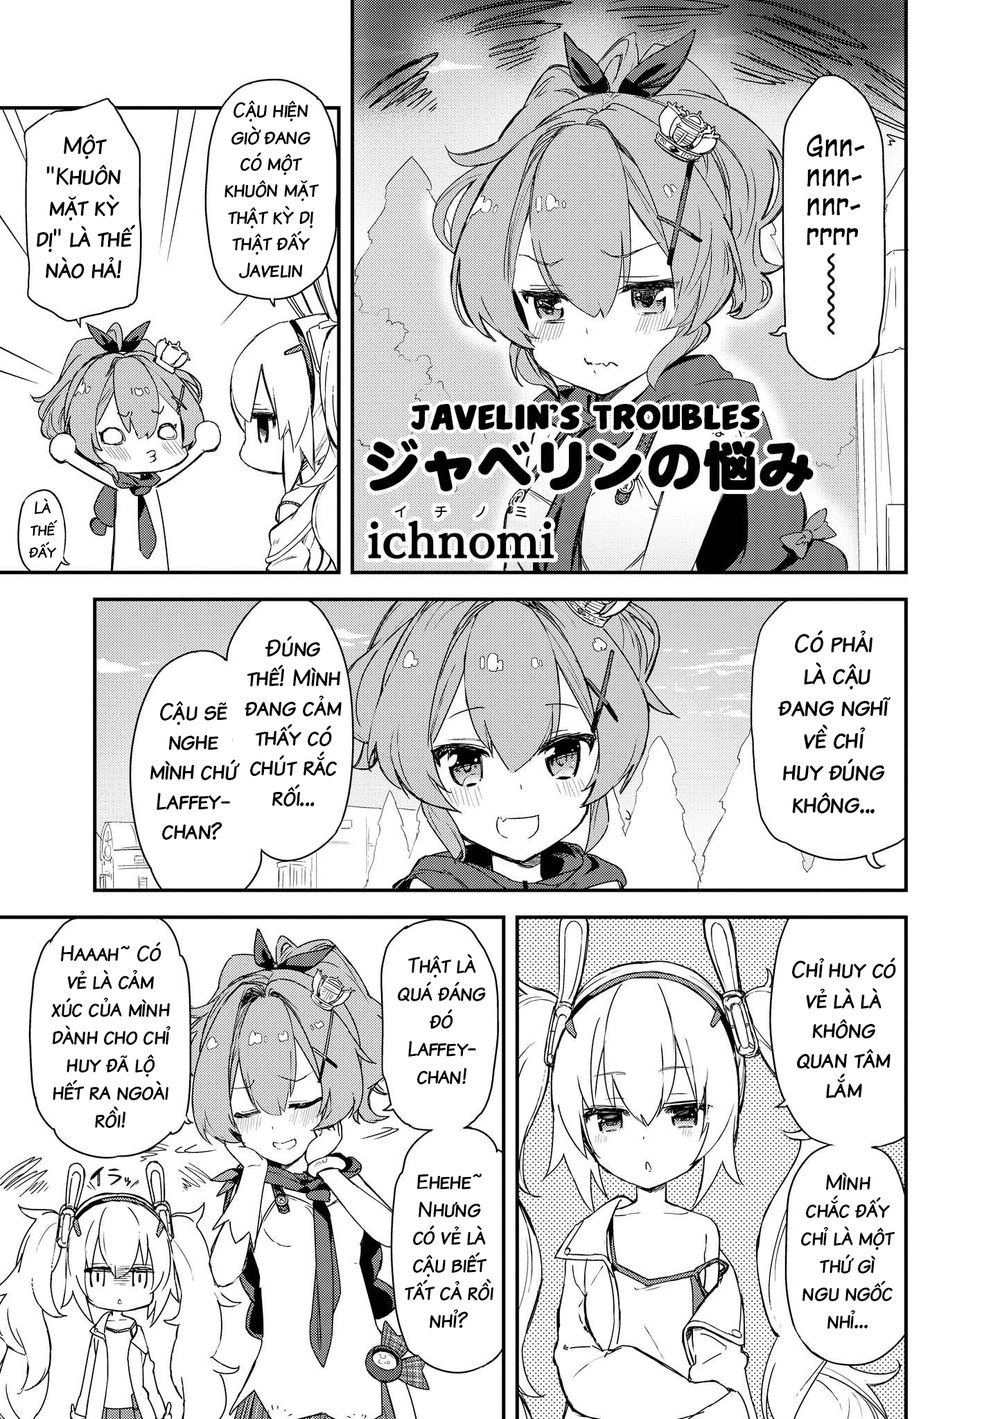 Gnn-
nnn-
nnr-
rrrr
JAVELIN'S TROUBLES
ジャベリンの悩み
イチノミ
ichnomi
CẬU HIỆN
GIỜ ĐANG
CÓ MỘT
KHUÔN MẶT
THẬT KỲ DỊ
THẬT ĐẤY
JAVELIN
MỘT
"KHUÔN
MẶT KỲ
DỊ" LÀ THẾ
NÀO HẢ!
LÀ
THẾ
ĐẤY
CÓ PHẢI
LÀ CẬU
ĐANG NGHĨ
VỀ CHỈ
HUY ĐÚNG
KHÔNG...
ĐÚNG
THẾ! MÌNH
ĐANG CẢM
THẤY CÓ
CHÚT RẮC
RỐI...
CẬU SẼ
NGHE
MÌNH CHỨ
LAFFEY-
CHAN?
CHỈ HUY CÓ
VẺ LÀ LÀ
KHÔNG
QUAN TÂM
LẮM
MÌNH
CHẮC ĐẤY
CHỈ LÀ MỘT
THỨ GÌ
NGU NGỐC
NHỈ...
THẬT LÀ
QUÁ ĐÁNG
ĐÓ
LAFFEY-
CHAN!
EHEHE~
NHƯNG
CÓ VẺ LÀ
CẬU BIẾT
TẤT CẢ RỒI
NHỈ?
HAAAH~ CÓ
VẺ LÀ CẢM
XÚC CỦA MÌNH
DÀNH CHO CHỈ
HUY ĐÃ LỘ
HẾT RA NGOÀI
RỒI!
イラッ